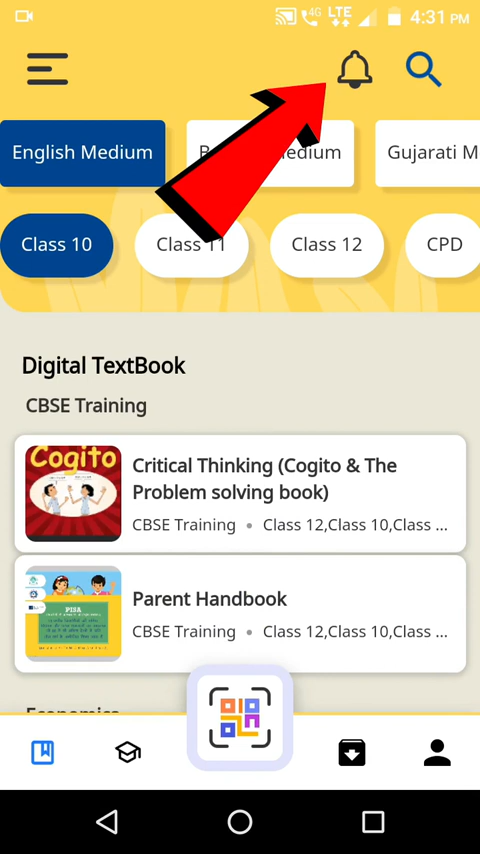 4G
LTE
4:31 PM
English Medium
B edium
Gujarati M
Class 10
Class 11
Class 12
CPD
Digital TextBook
CBSE Training
Cogito
Critical Thinking (Cogito & The
Problem solving book)
CBSE Training • Class 12,Class 10,Class ...
PISA
Parent Handbook
CBSE Training • Class 12,Class 10,Class ...
Economics